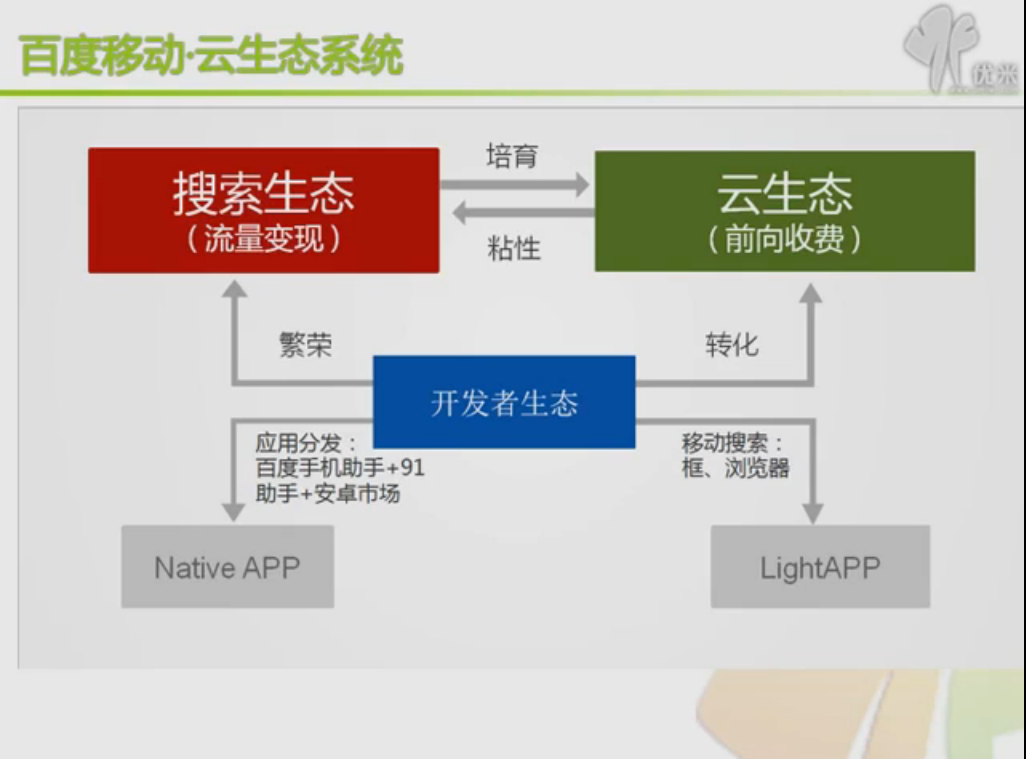 百度移动·云生态系统
优米
搜索生态
（流量变现）
培育
粘性
云生态
（前向收费）
繁荣
转化
开发者生态
应用分发：
百度手机助手+91
助手+安卓市场
移动搜索：
框、浏览器
Native APP
LightAPP